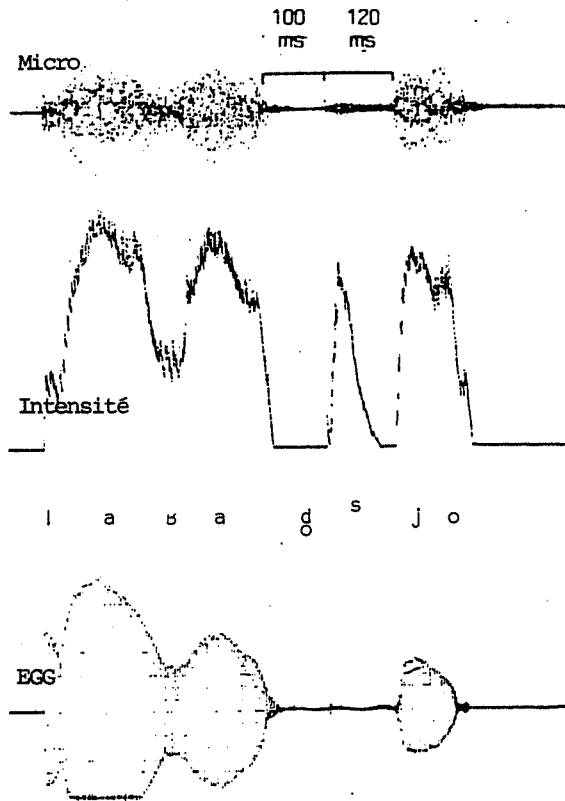 100 120
ms ms
Micro
Intensité
l a ʁ a d̥ s j o
EGG